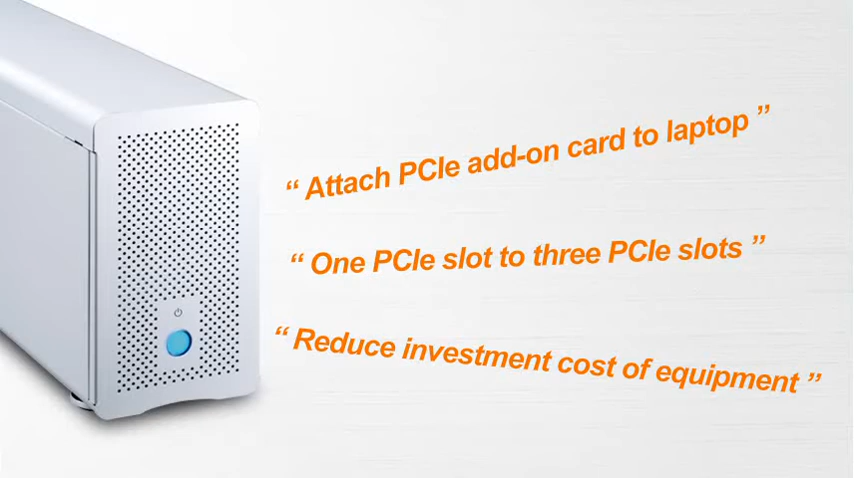 “ Attach PCIe add-on card to laptop ”
“ One PCIe slot to three PCIe slots ”
“ Reduce investment cost of equipment ”